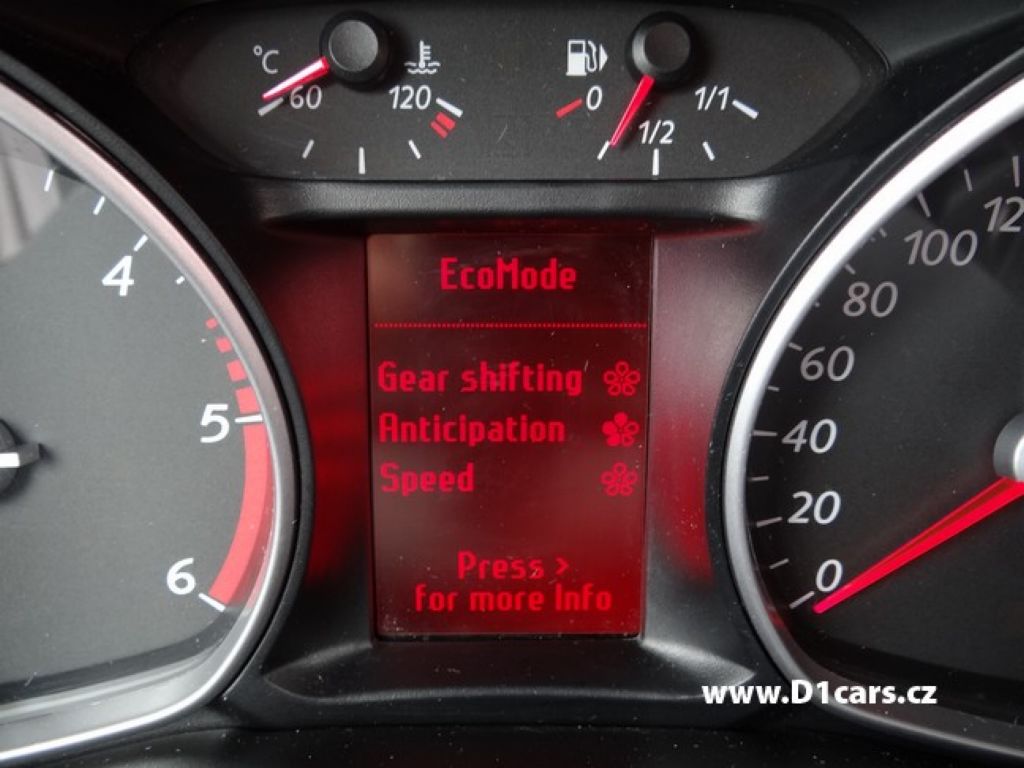 °C
60
120
0
1/2
1/1
4
5
6
EcoMode
Gear shifting
Anticipation
Speed
Press >
for more Info
100
80
60
40
20
0
www.D1cars.cz